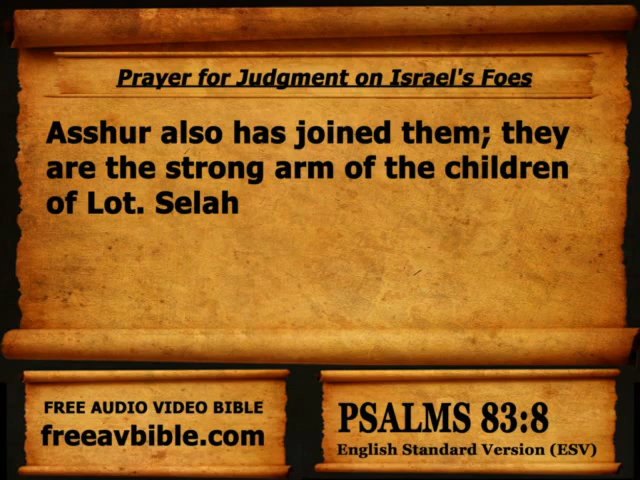 Prayer for Judgment on Israel's Foes
Asshur also has joined them; they
are the strong arm of the children
of Lot. Selah
FREE AUDIO VIDEO BIBLE
freeavbible.com
PSALMS 83:8
English Standard Version (ESV)